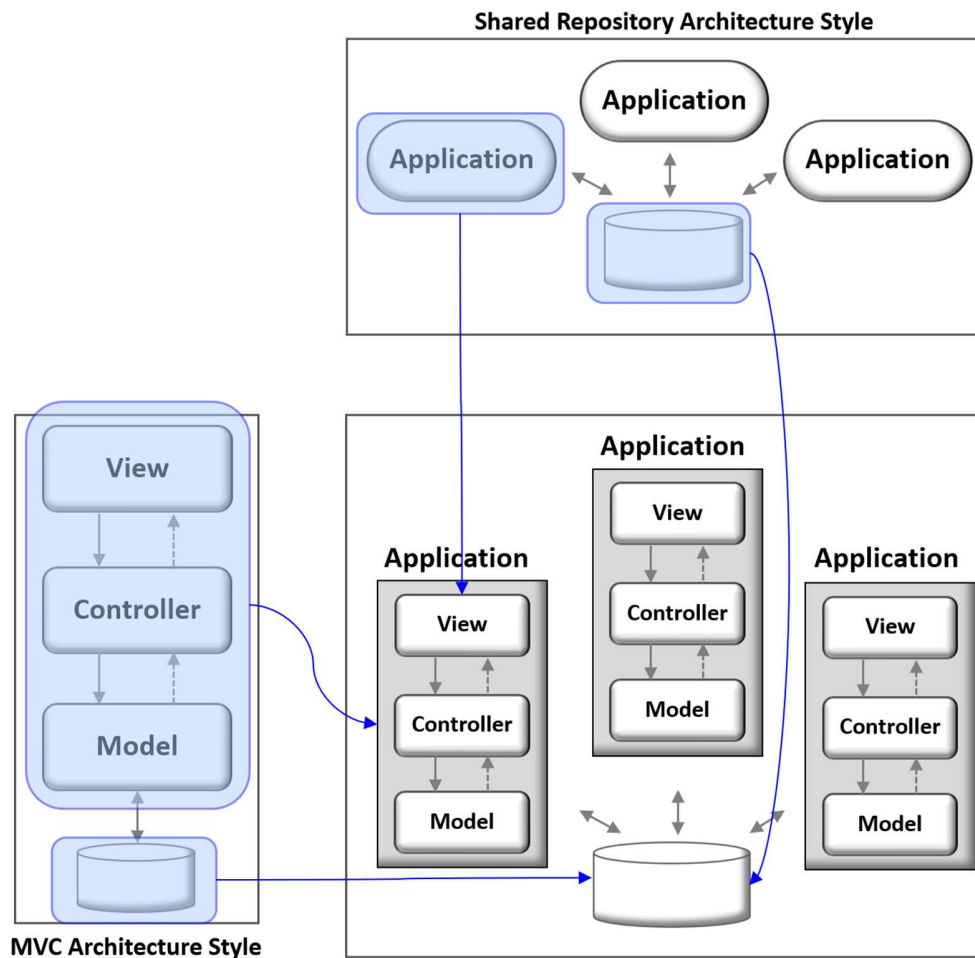 Shared Repository Architecture Style
Application
Application
Application
View
Controller
Model
MVC Architecture Style
Application
View
Controller
Model
Application
View
Controller
Model
Application
View
Controller
Model